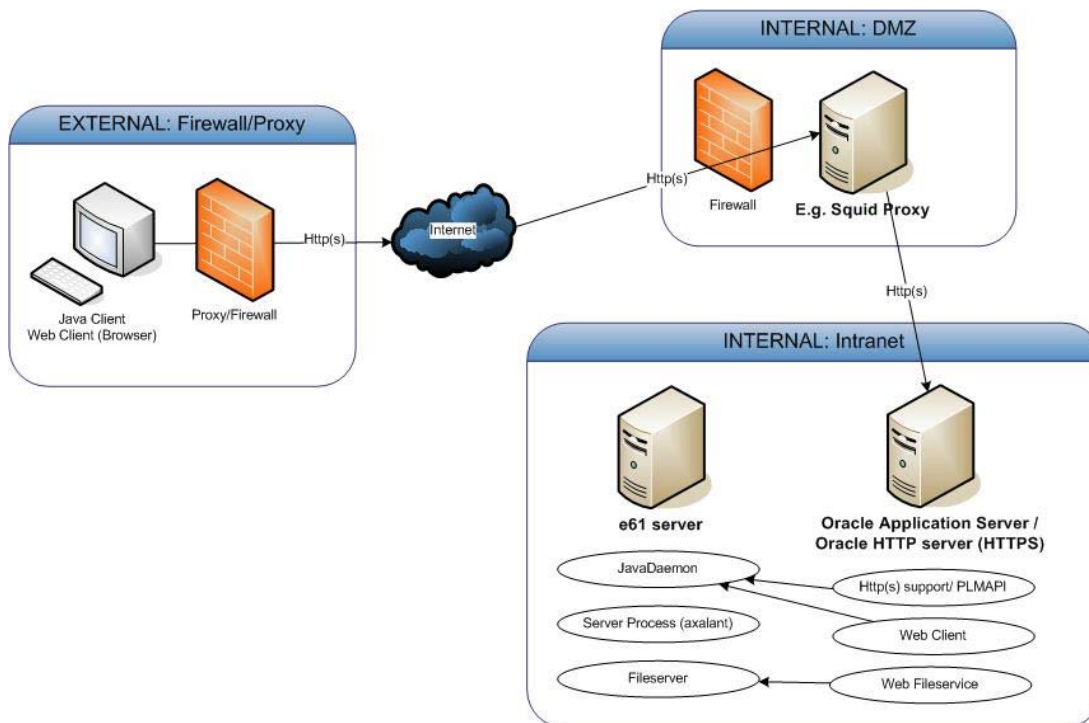 INTERNAL: DMZ
EXTERNAL: Firewall/Proxy
Java Client
Web Client (Browser)
Proxy/Firewall
Http(s)
Internet
Http(s)
Firewall
E.g. Squid Proxy
Http(s)
INTERNAL: Intranet
e61 server
Oracle Application Server /
Oracle HTTP server (HTTPS)
JavaDaemon
Http(s) support/ PLMAPI
Server Process (axalant)
Web Client
Fileserver
Web Fileservice